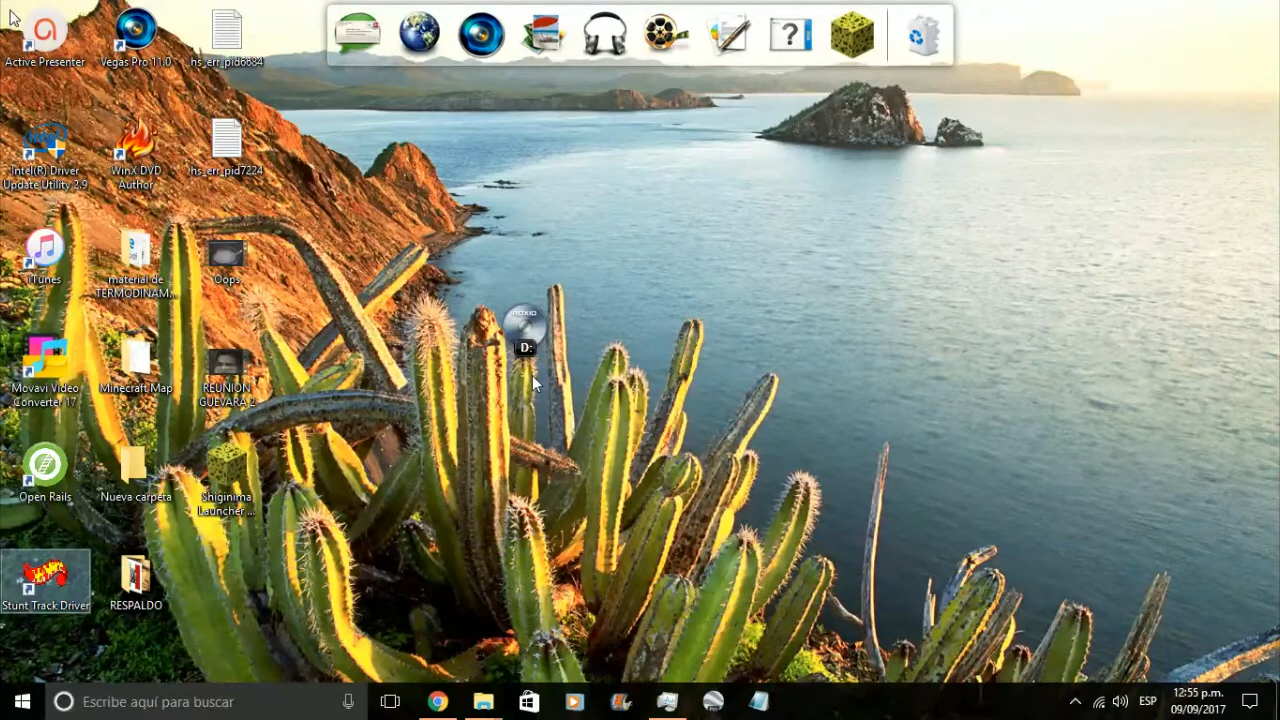 Active Presenter
Vegas Pro 11.0
hs_err_pid6684
Intel(R) Driver
Update Utility 2.9
WinX DVD
Author
hs_err_pid7224
iTunes
material de
TERMODINAM...
Oops
Movavi Video
Converter 17
Minecraft Map
REUNION
GUEVARA 2
Open Rails
Nueva carpeta
Shiginima
Launcher ...
Stunt Track Driver
RESPALDO
ROXIO
D:
Escribe aquí para buscar
ESP
12:55 p.m.
09/09/2017